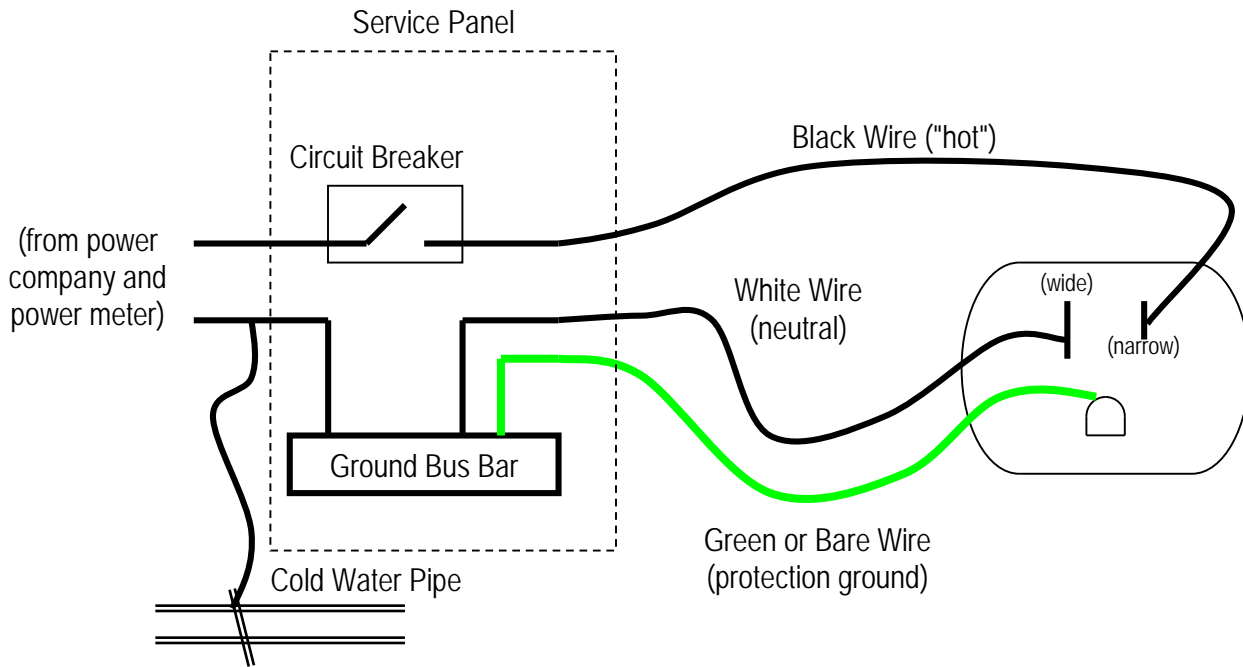 Service Panel
Circuit Breaker
Black Wire ("hot")
(from power
company and
power meter)
White Wire
(neutral)
(wide)
(narrow)
Ground Bus Bar
Green or Bare Wire
(protection ground)
Cold Water Pipe